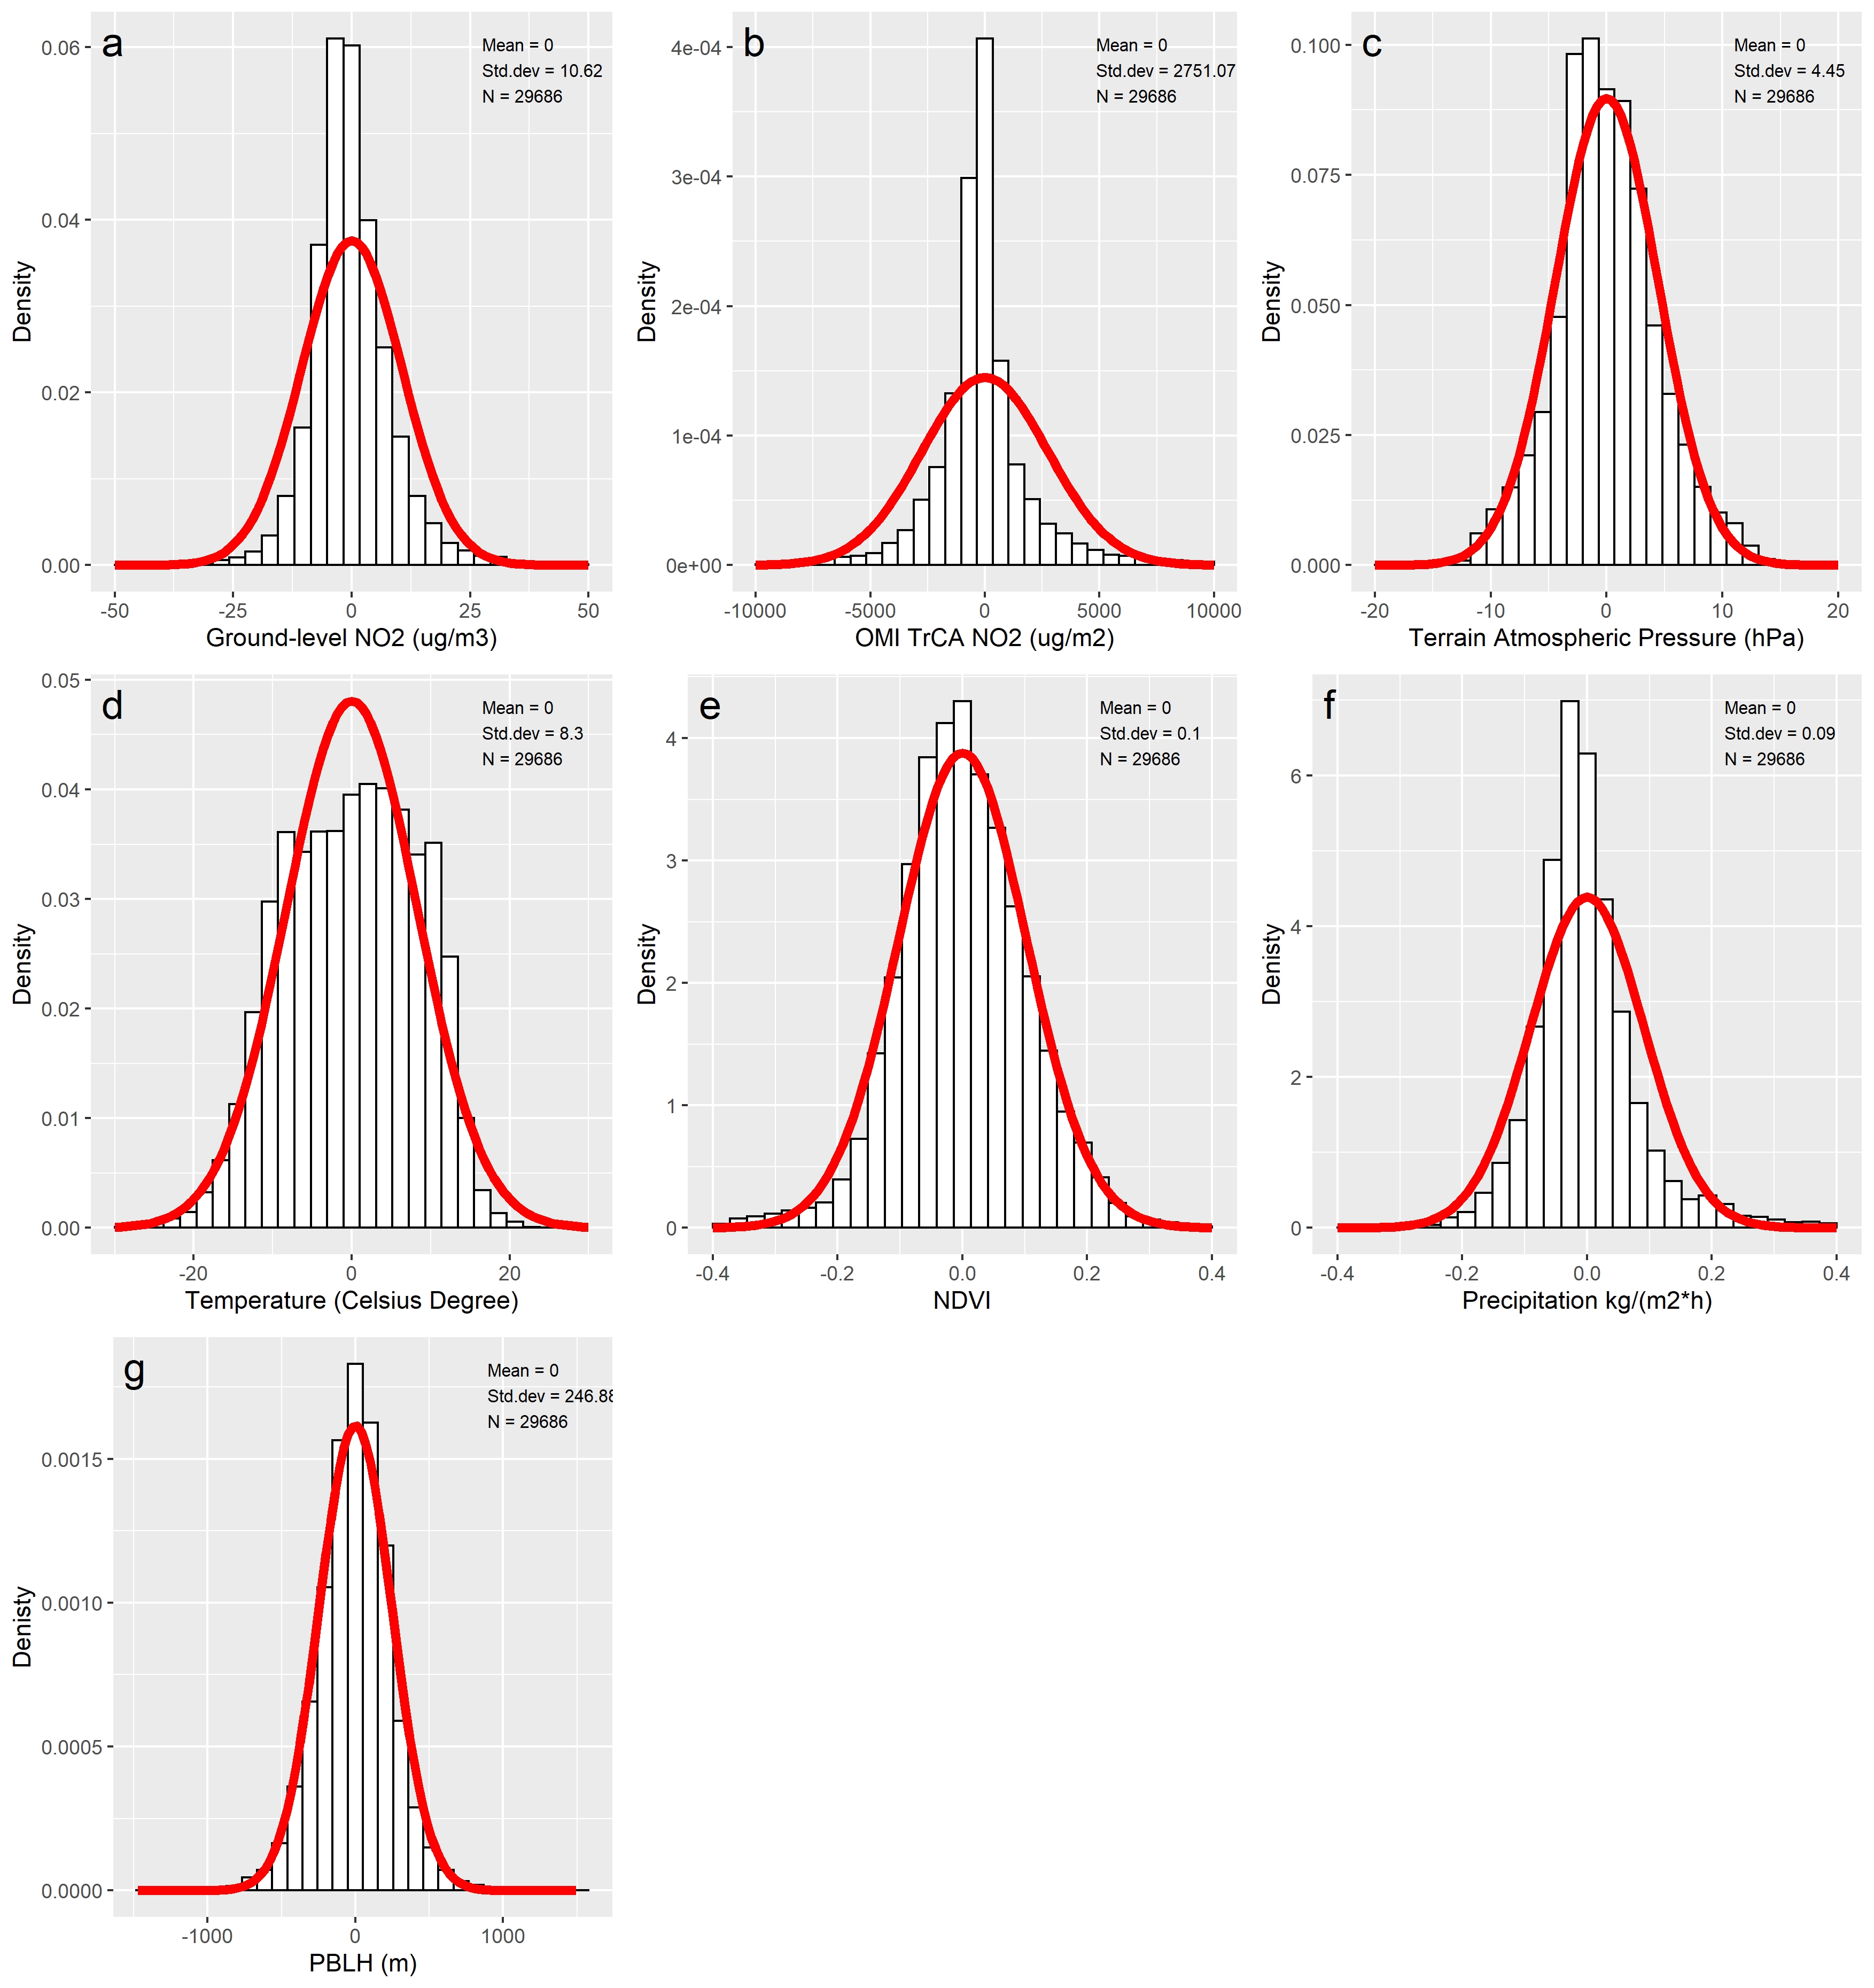 a
Mean = 0
Std.dev = 10.62
N = 29686
0.06
0.04
0.02
0.00
Density
-50 -25 0 25 50
Ground-level NO2 (ug/m3)
b
Mean = 0
Std.dev = 2751.07
N = 29686
4e-04
3e-04
2e-04
1e-04
0e+00
Density
-10000 -5000 0 5000 10000
OMI TrCA NO2 (ug/m2)
c
Mean = 0
Std.dev = 4.45
N = 29686
0.100
0.075
0.050
0.025
0.000
Density
-20 -10 0 10 20
Terrain Atmospheric Pressure (hPa)
d
Mean = 0
Std.dev = 8.3
N = 29686
0.05
0.04
0.03
0.02
0.01
0.00
Density
-20 0 20
Temperature (Celsius Degree)
e
Mean = 0
Std.dev = 0.1
N = 29686
4
3
2
1
0
Density
-0.4 -0.2 0.0 0.2 0.4
NDVI
f
Mean = 0
Std.dev = 0.09
N = 29686
6
4
2
0
Denisty
-0.4 -0.2 0.0 0.2 0.4
Precipitation kg/(m2*h)
g
Mean = 0
Std.dev = 246.88
N = 29686
0.0015
0.0010
0.0005
0.0000
Denisty
-1000 0 1000
PBLH (m)